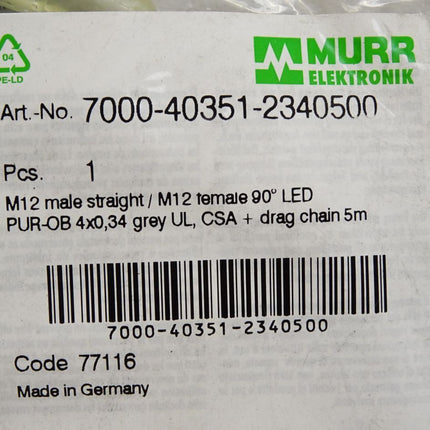 04
PE-LD
MURR
ELEKTRONIK
Art.-No. 7000-40351-2340500
Pcs. 1
M12 male straight / M12 female 90° LED
PUR-OB 4x0,34 grey UL, CSA + drag chain 5m
7000-40351-2340500
Code 77116
Made in Germany